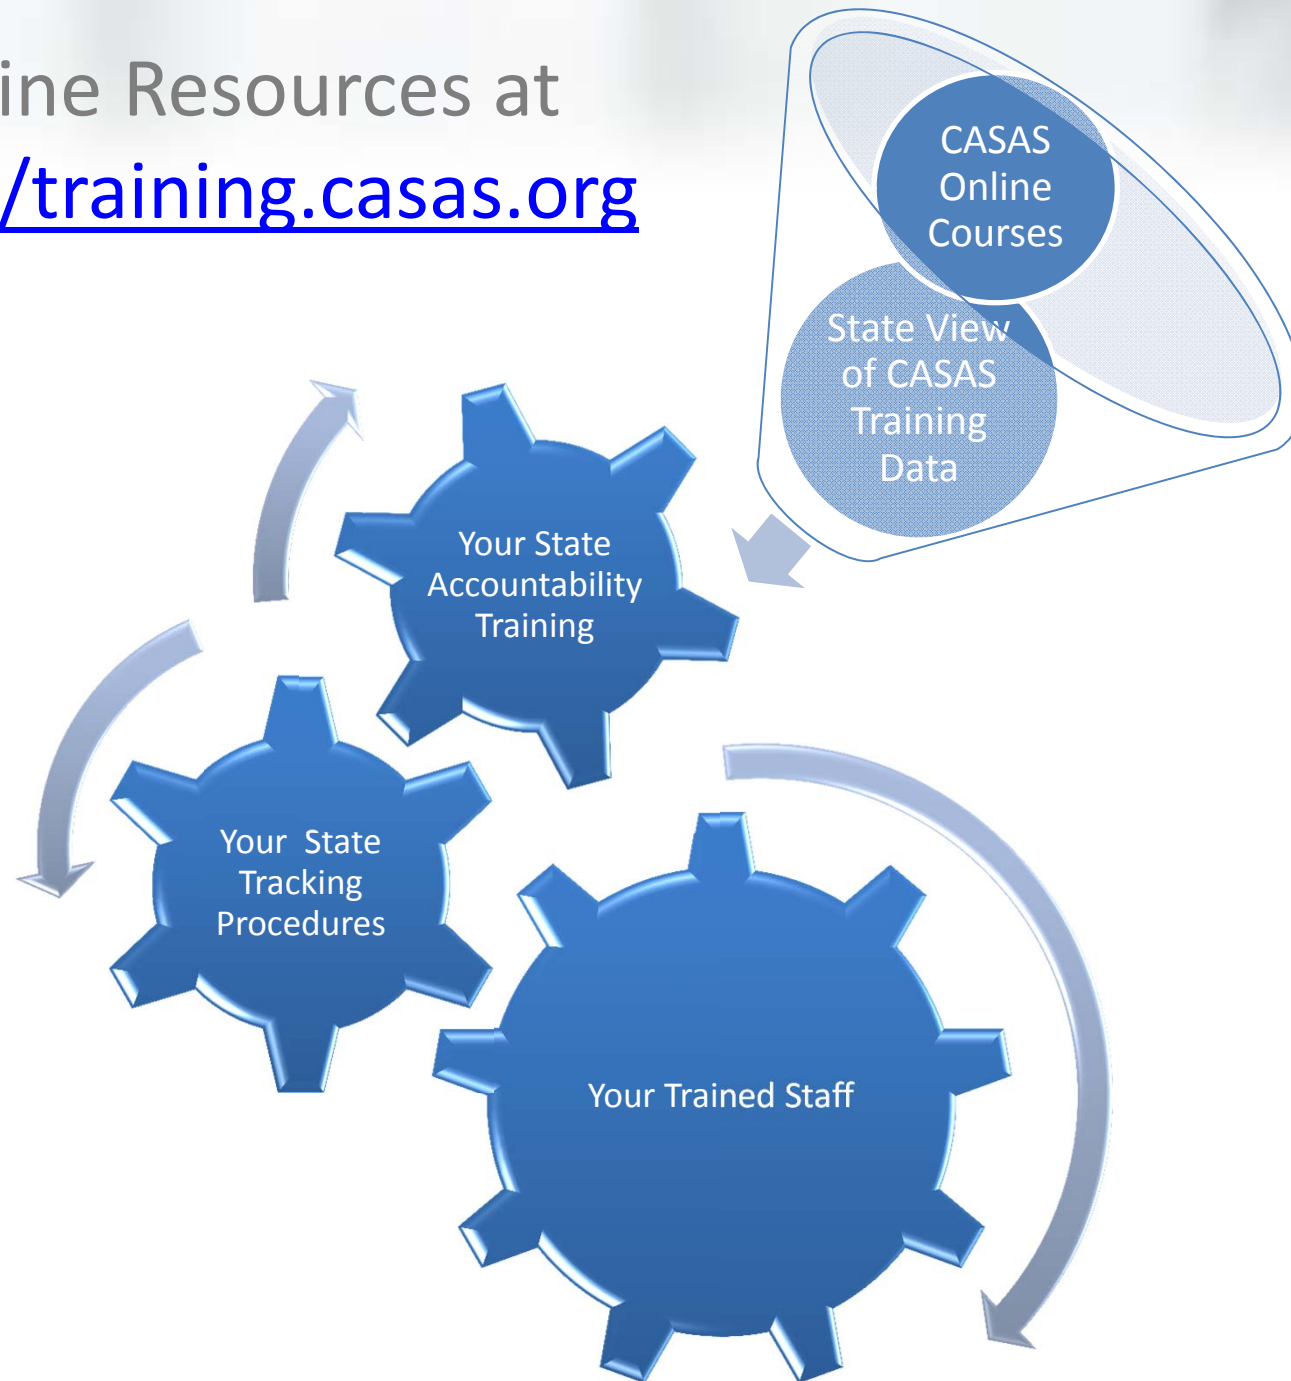 ine Resources at
/training.casas.org
CASAS
Online
Courses
State View
of CASAS
Training
Data
Your State
Accountability
Training
Your  State
Tracking
Procedures
Your Trained Staff